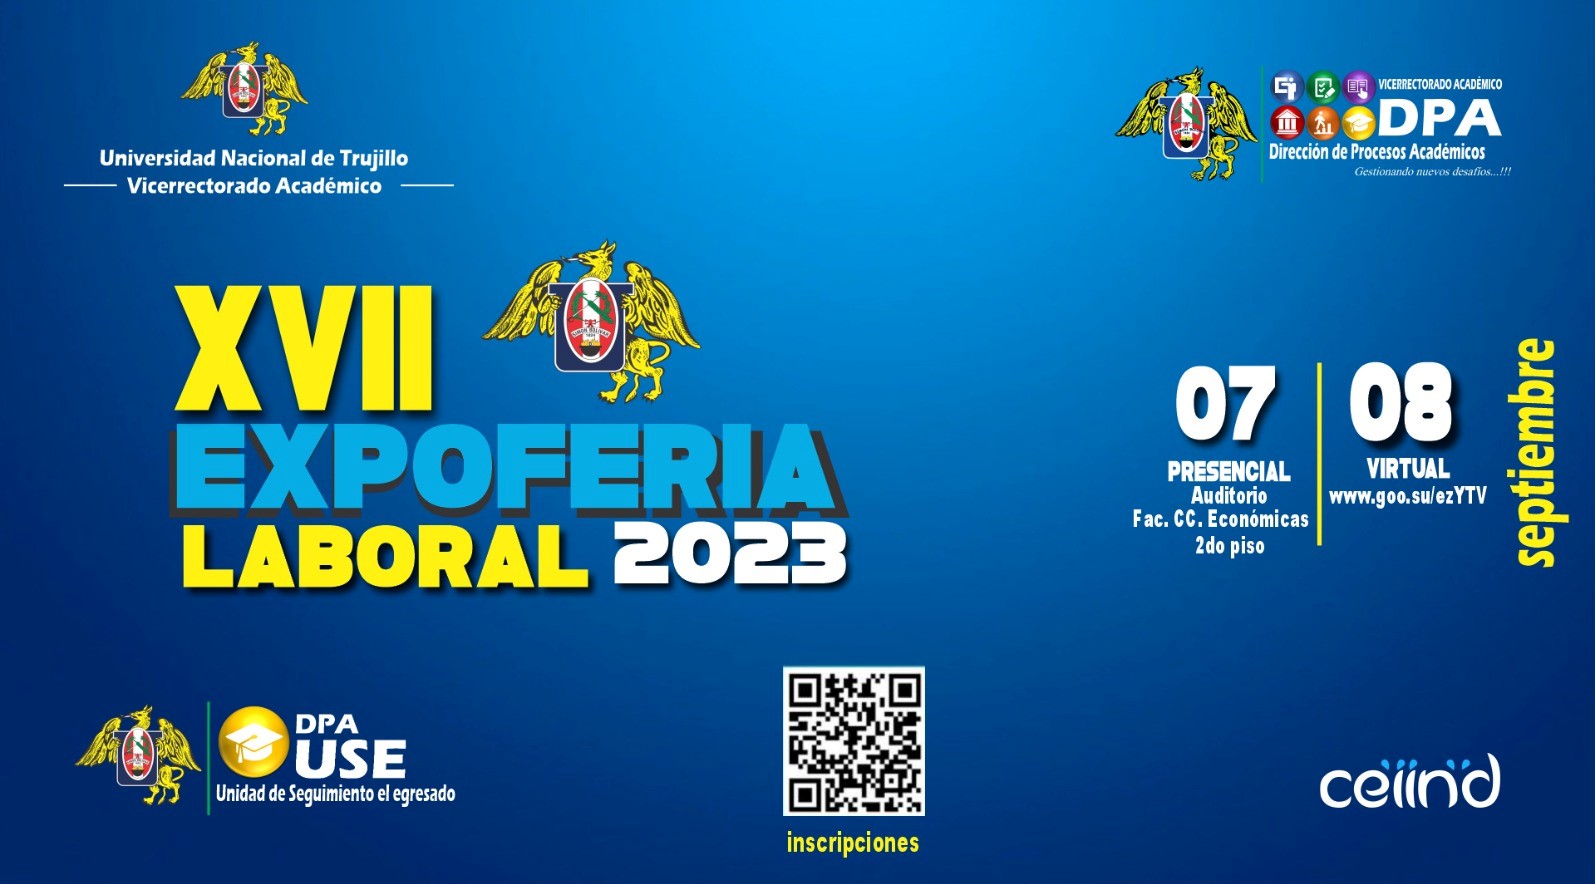 Universidad Nacional de Trujillo
Vicerrectorado Académico
VICERRECTORADO ACADÉMICO
DPA
Dirección de Procesos Académicos
Gestionando nuevos desafíos...!!!
XVII
EXPOFERIA
LABORAL 2023
07
PRESENCIAL
Auditorio
Fac. CC. Económicas
2do piso
08
VIRTUAL
www.goo.su/ezYTV
septiembre
DPA
USE
Unidad de Seguimiento el egresado
inscripciones
ceiind